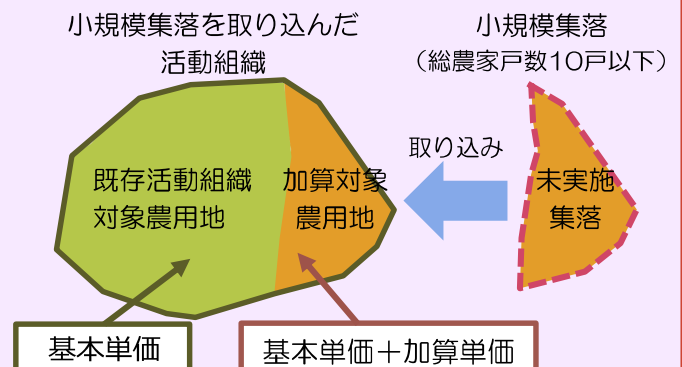 小規模集落を取り込んだ
活動組織
小規模集落
（総農家戸数10戸以下）
取り込み
既存活動組織
対象農用地
加算対象
農用地
未実施
集落
基本単価
基本単価＋加算単価